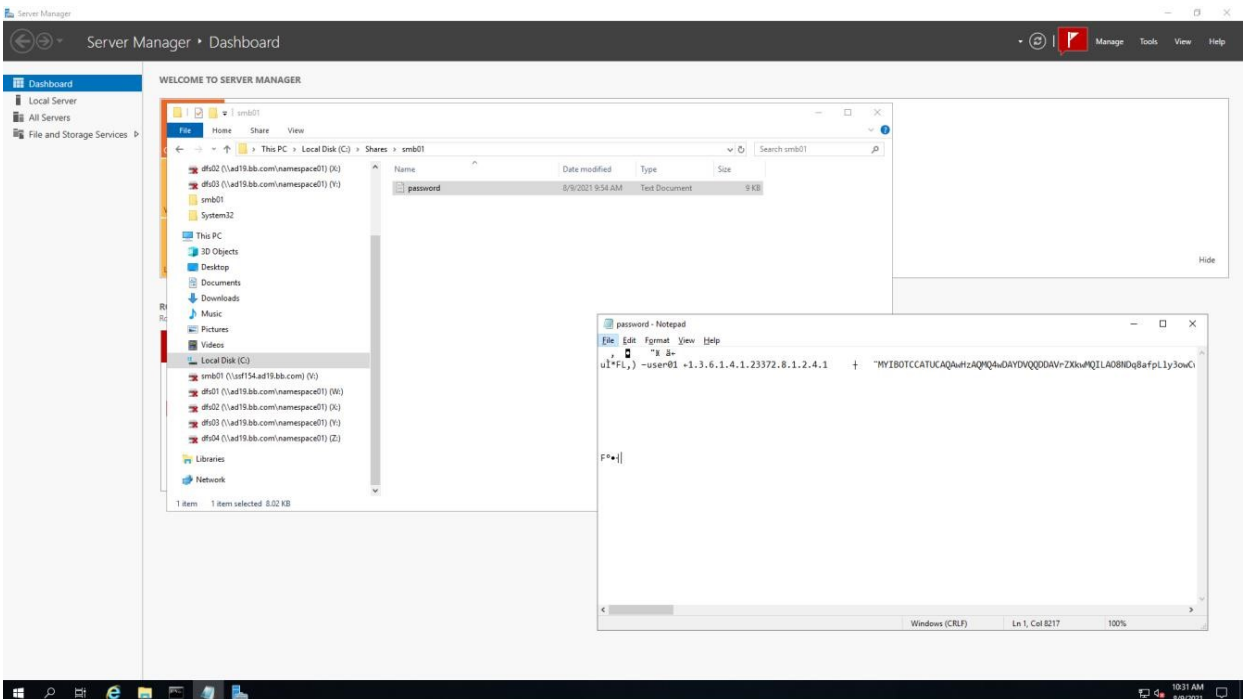 Server Manager
Server Manager • Dashboard
Manage Tools View Help
Dashboard
Local Server
All Servers
File and Storage Services
WELCOME TO SERVER MANAGER
smb01
File Home Share View
This PC > Local Disk (C:) > Shares > smb01
Search smb01
dfs02 (\\ad19.bb.com\namespace01) (X:)
dfs03 (\\ad19.bb.com\namespace01) (Y:)
smb01
System32
This PC
3D Objects
Desktop
Documents
Downloads
Music
Pictures
Videos
Local Disk (C:)
smb01 (\\ssf154.ad19.bb.com) (V:)
dfs01 (\\ad19.bb.com\namespace01) (W:)
dfs02 (\\ad19.bb.com\namespace01) (X:)
dfs03 (\\ad19.bb.com\namespace01) (Y:)
dfs04 (\\ad19.bb.com\namespace01) (Z:)
Libraries
Network
Name Date modified Type Size
password 8/9/2021 9:54 AM Text Document 9 KB
1 item 1 item selected 8.02 KB
Hide
password - Notepad
File Edit Format View Help
¬user01 +1.3.6.1.4.1.23372.8.1.2.4.1
Windows (CRLF) Ln 1, Col 8217 100%
10:31 AM
8/9/2021